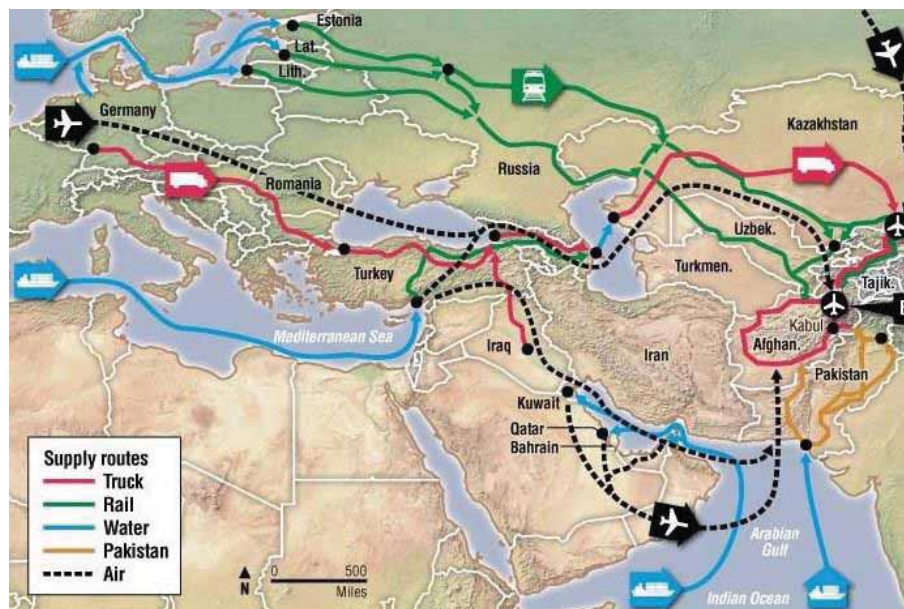 Estonia
Lat.
Lith.
Germany
Kazakhstan
Russia
Romania
Uzbek.
Turkey
Turkmen.
Tajik.
Mediterranean Sea
Kabul
Iraq
Iran
Afghan.
Pakistan
Kuwait
Qatar
Bahrain
Supply routes
Truck
Rail
Water
Pakistan
Air
N
0 500
Miles
Arabian
Gulf
Indian Ocean